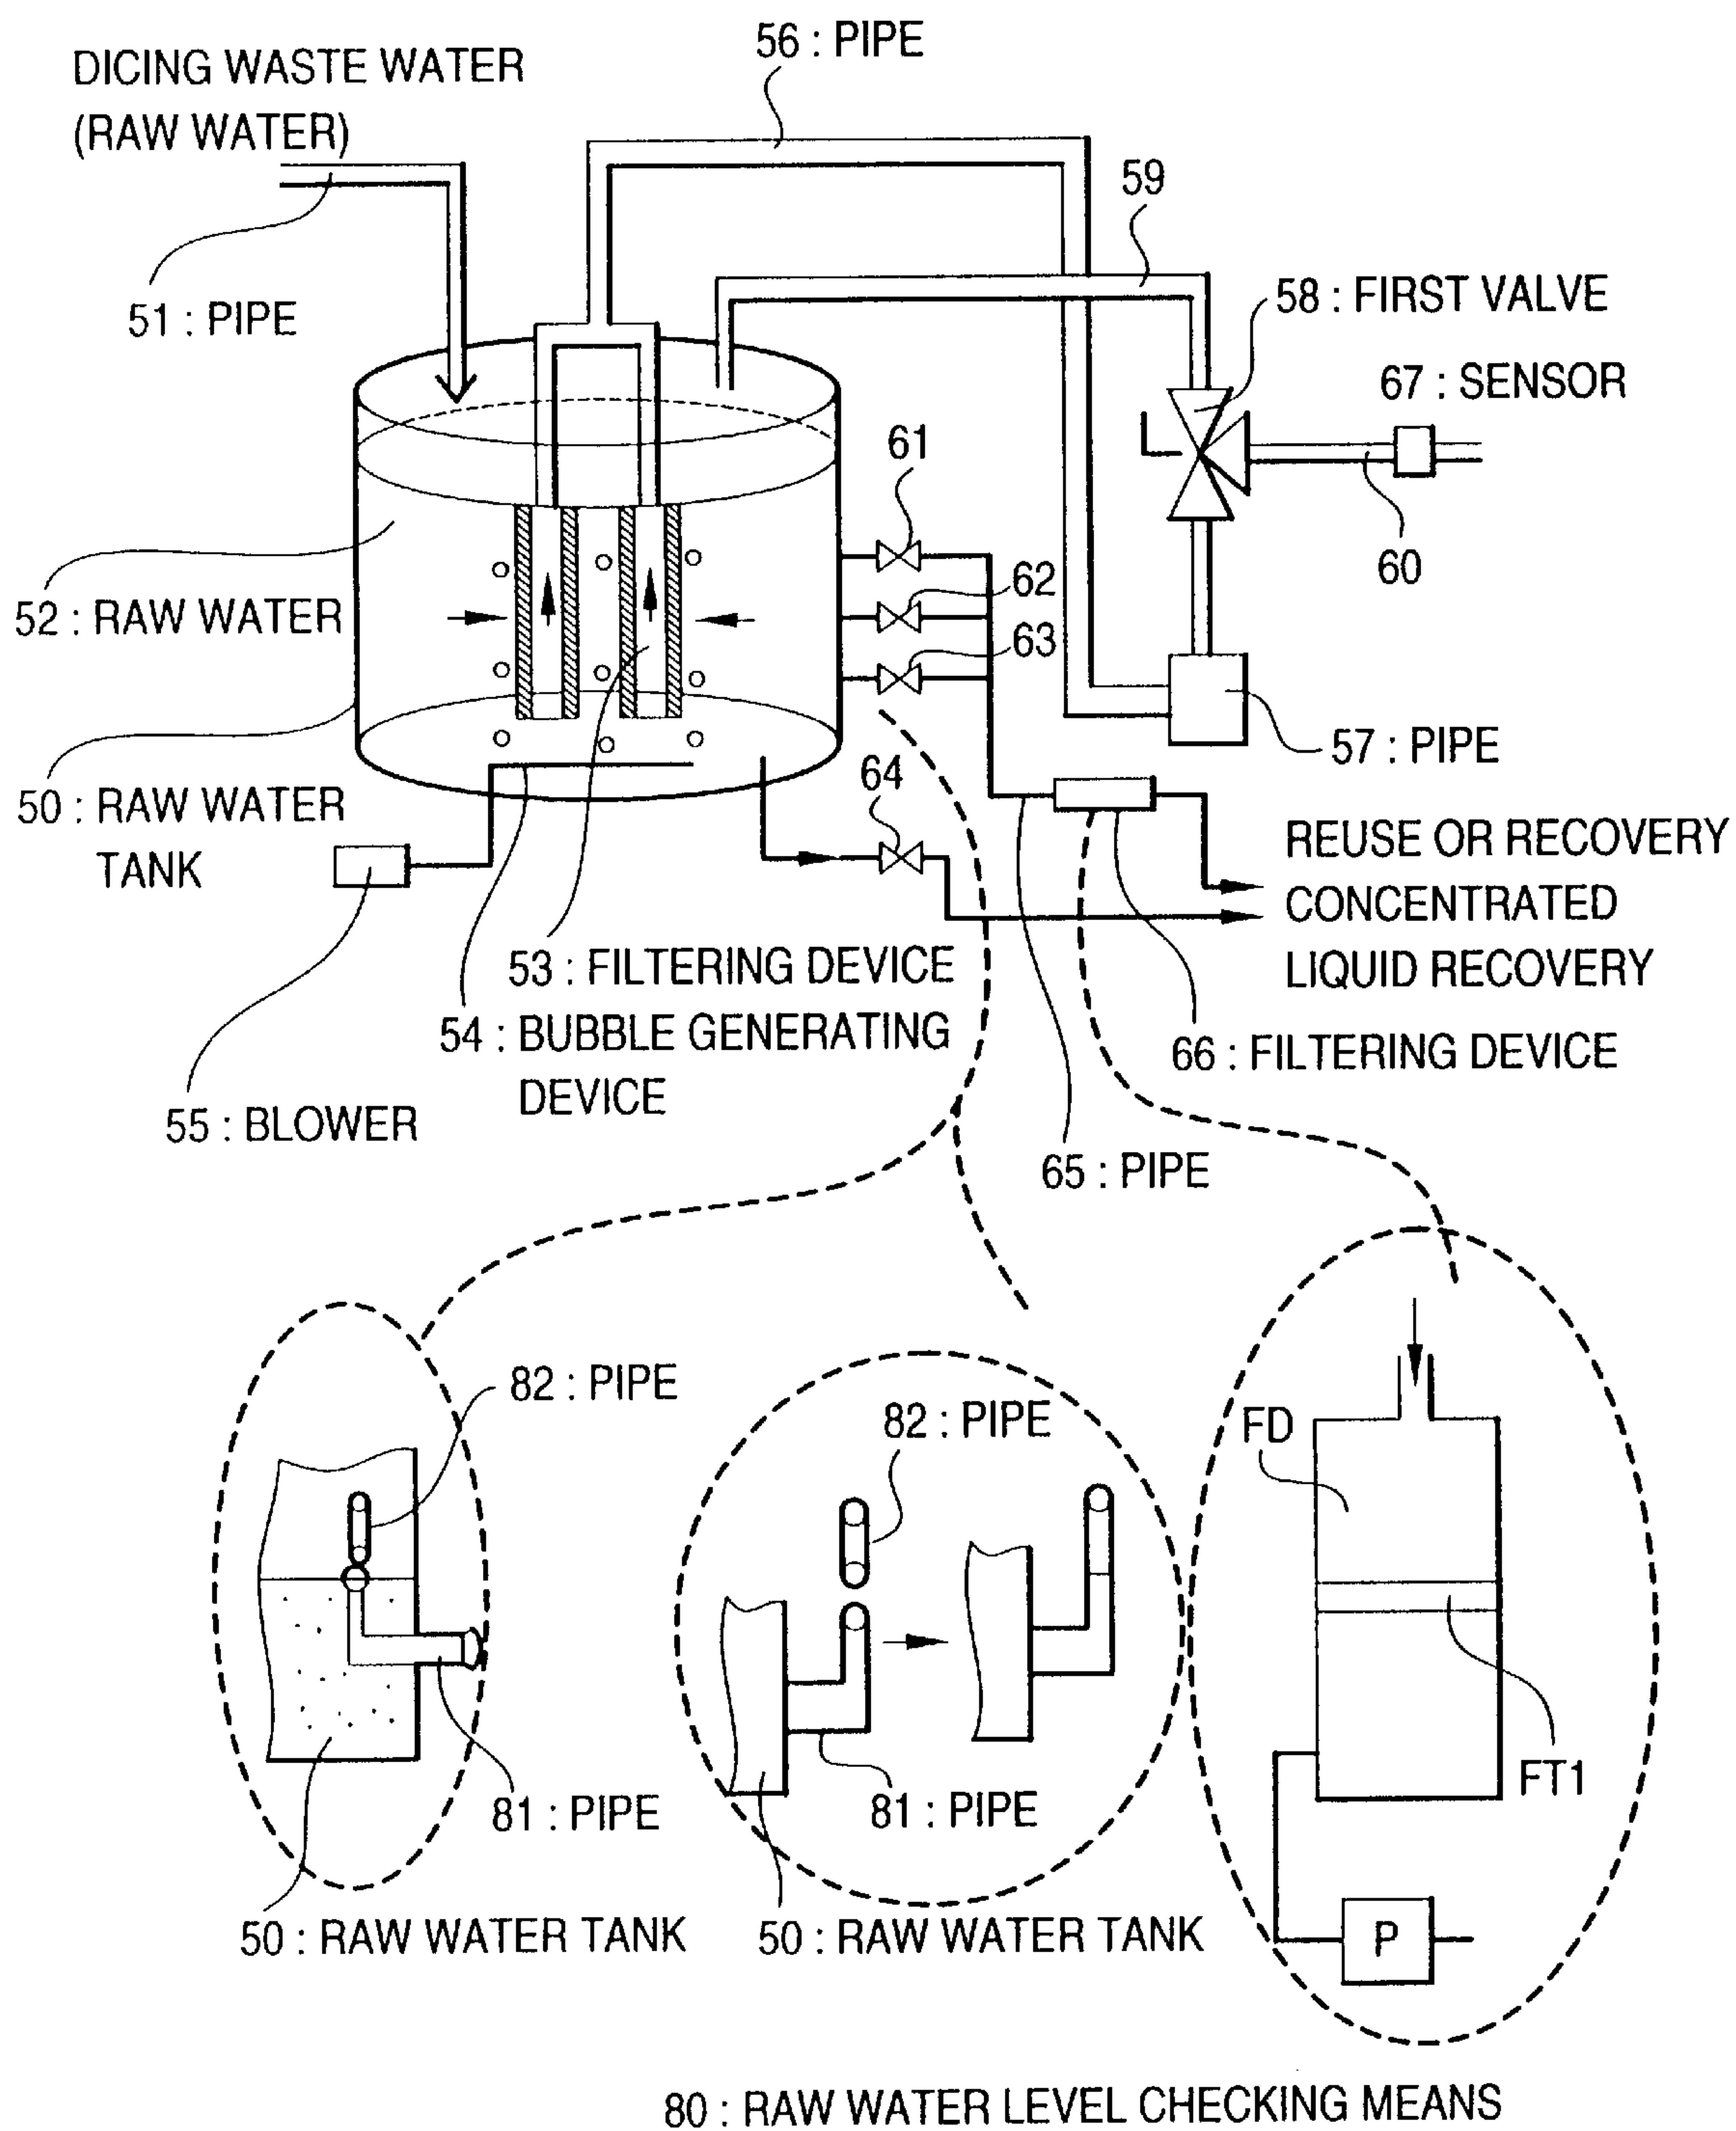 56 : PIPE
DICING WASTE WATER
(RAW WATER)
59
51 : PIPE
58 : FIRST VALVE
67 : SENSOR
61
60
62
52 : RAW WATER
63
57 : PIPE
50 : RAW WATER
TANK
64
REUSE OR RECOVERY
CONCENTRATED
LIQUID RECOVERY
53 : FILTERING DEVICE
54 : BUBBLE GENERATING
DEVICE
66 : FILTERING DEVICE
55 : BLOWER
65 : PIPE
82 : PIPE
82 : PIPE
FD
FT1
81 : PIPE
81 : PIPE
50 : RAW WATER TANK
50 : RAW WATER TANK
P
80 : RAW WATER LEVEL CHECKING MEANS